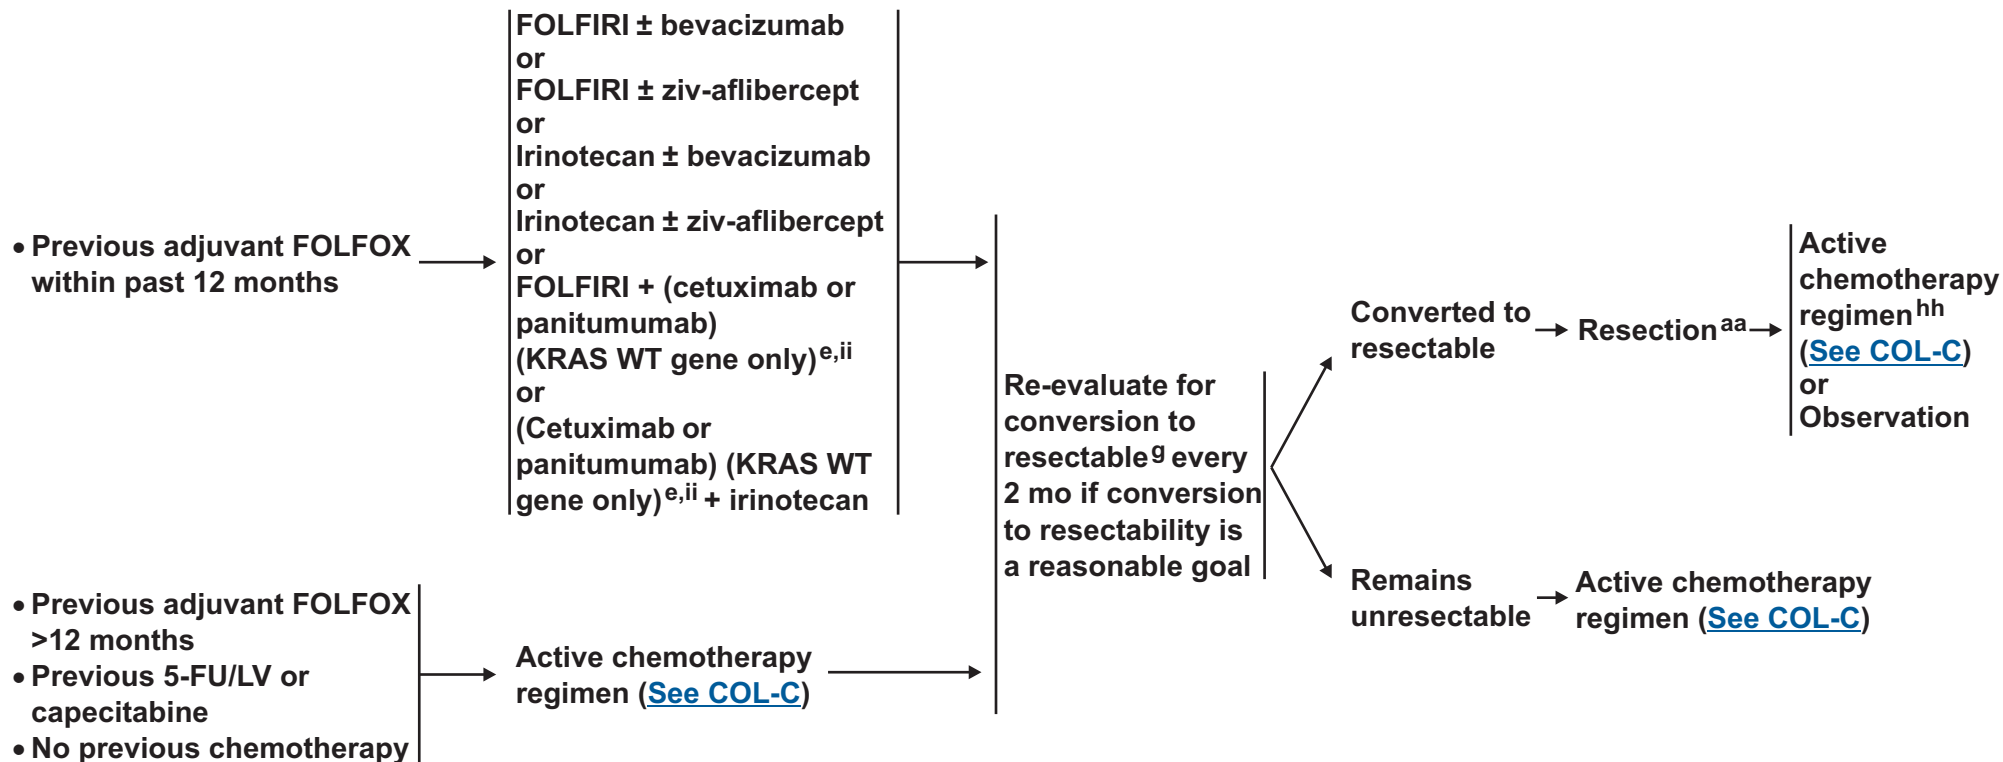 • Previous adjuvant FOLFOX
within past 12 months
FOLFIRI ± bevacizumab
or
FOLFIRI ± ziv-aflibercept
or
Irinotecan ± bevacizumab
or
Irinotecan ± ziv-aflibercept
or
FOLFIRI + (cetuximab or
panitumumab)
(KRAS WT gene only)e,ii
or
(Cetuximab or
panitumumab) (KRAS WT
gene only)e,ii + irinotecan
• Previous adjuvant FOLFOX
>12 months
• Previous 5-FU/LV or
capecitabine
• No previous chemotherapy
Active chemotherapy
regimen (See COL-C)
Re-evaluate for
conversion to
resectableg every
2 mo if conversion
to resectability is
a reasonable goal
Converted to
resectable
Resectionaa
Active
chemotherapy
regimenhh
(See COL-C)
or
Observation
Remains
unresectable
Active chemotherapy
regimen (See COL-C)